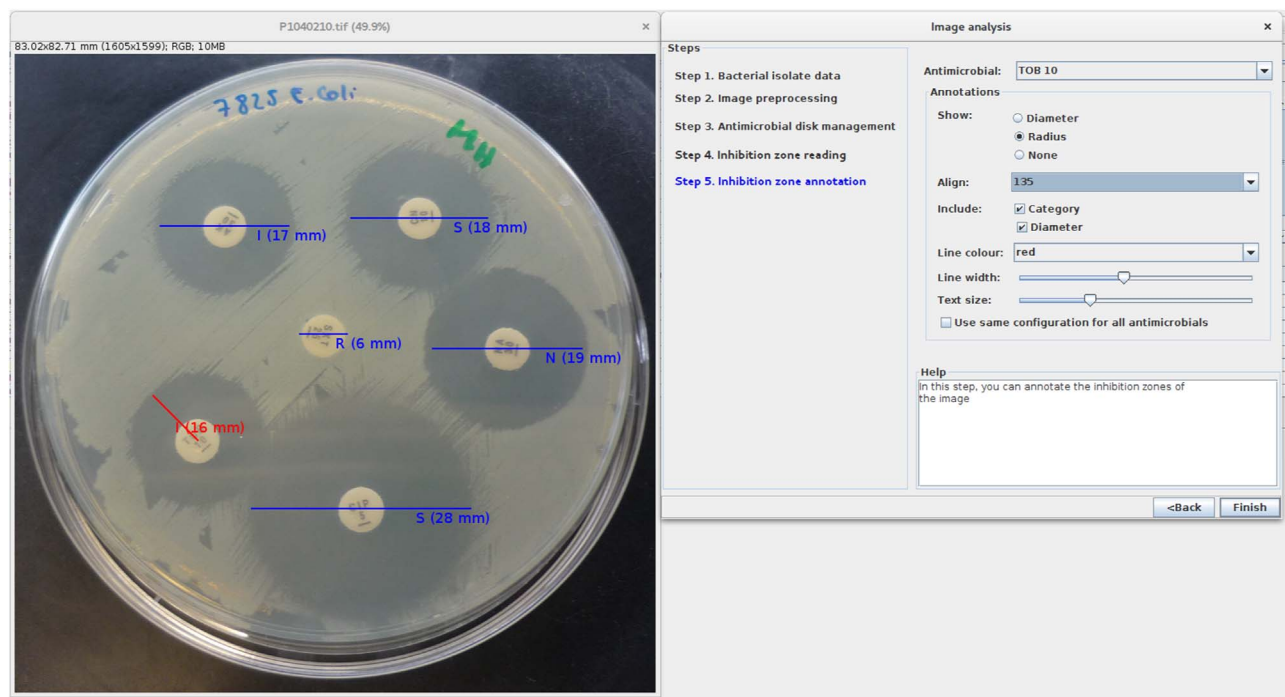 P1040210.tif (49.9%)
83.02x82.71 mm (1605x1599); RGB; 10MB
7825 E.Coli
MH
I (17 mm)
S (18 mm)
R (6 mm)
N (19 mm)
I (16 mm)
S (28 mm)
Image analysis
Steps
Step 1. Bacterial isolate data
Step 2. Image preprocessing
Step 3. Antimicrobial disk management
Step 4. Inhibition zone reading
Step 5. Inhibition zone annotation
Antimicrobial: TOB 10
Annotations
Show:
Diameter
Radius
None
Align: 135
Include: Category
Diameter
Line colour: red
Line width:
Text size:
Use same configuration for all antimicrobials
Help
In this step, you can annotate the inhibition zones of
the image
<Back Finish